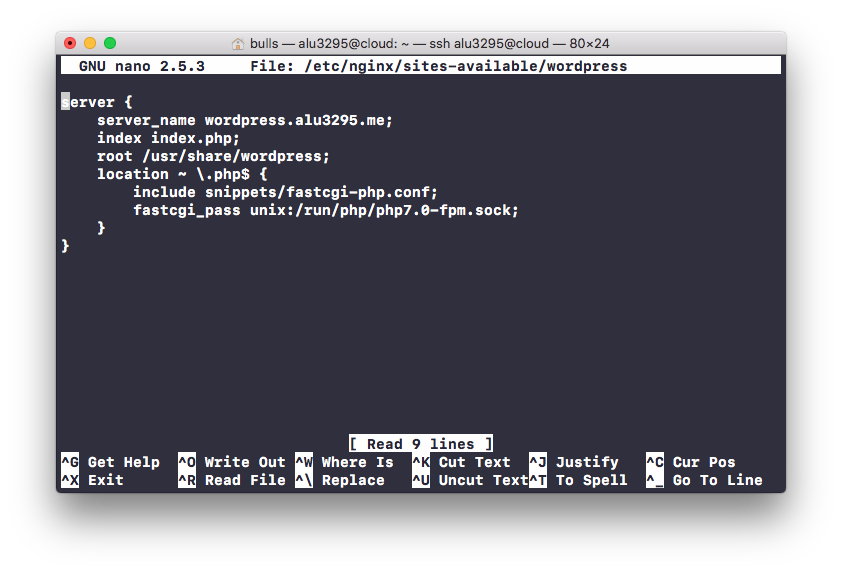 bulls — alu3295@cloud: ~ — ssh alu3295@cloud — 80×24
GNU nano 2.5.3 File: /etc/nginx/sites-available/wordpress
server {
    server_name wordpress.alu3295.me;
    index index.php;
    root /usr/share/wordpress;
    location ~ \.php$ {
        include snippets/fastcgi-php.conf;
        fastcgi_pass unix:/run/php/php7.0-fpm.sock;
    }
}
[ Read 9 lines ]
^G Get Help ^O Write Out ^W Where Is ^K Cut Text ^J Justify ^C Cur Pos
^X Exit ^R Read File ^\ Replace ^U Uncut Text ^T To Spell ^_ Go To Line